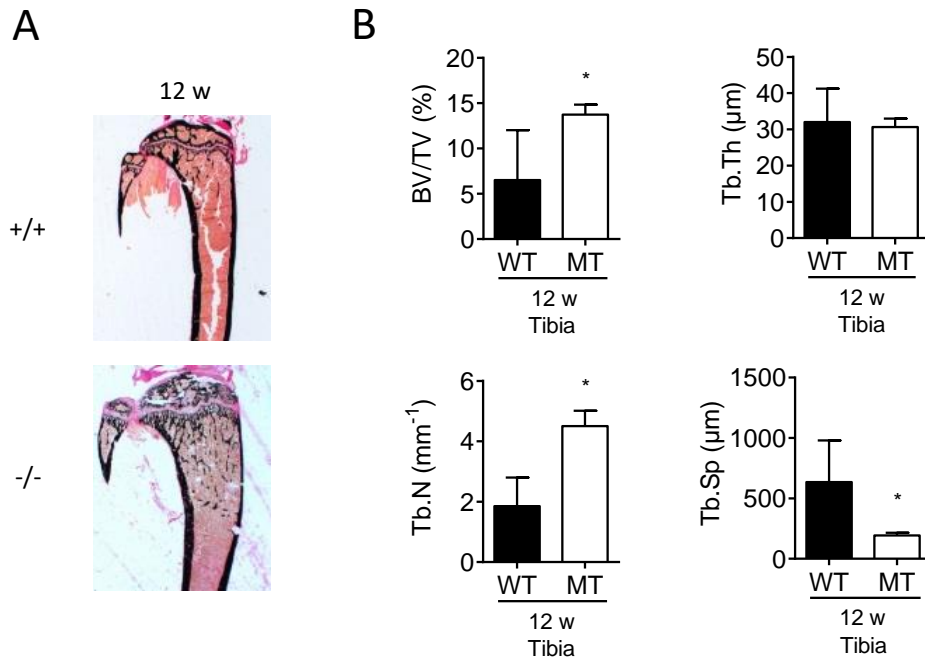 A
12 w
+/+
-/-
B
BV/TV (%)
20
15
10
5
0
*
WT
MT
12 w
Tibia
Tb.Th (µm)
50
40
30
20
10
0
WT
MT
12 w
Tibia
Tb.N (mm⁻¹)
6
4
2
0
*
WT
MT
12 w
Tibia
Tb.Sp (µm)
1500
1000
500
0
*
WT
MT
12 w
Tibia